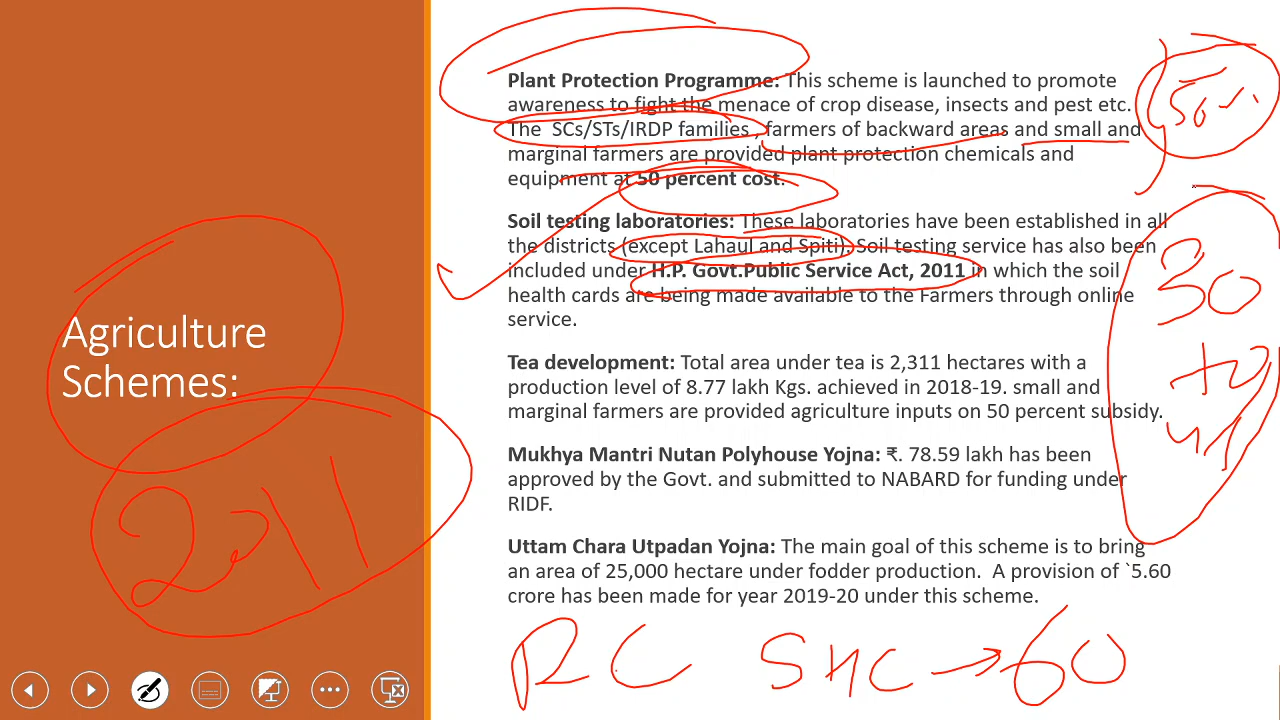 Agriculture
Schemes:
2011
Plant Protection Programme: This scheme is launched to promote
awareness to fight the menace of crop disease, insects and pest etc.
The SCs/STs/IRDP families , farmers of backward areas and small and
marginal farmers are provided plant protection chemicals and
equipment at 50 percent cost.
Soil testing laboratories: These laboratories have been established in all
the districts (except Lahaul and Spiti). Soil testing service has also been
included under H.P. Govt.Public Service Act, 2011 in which the soil
health cards are being made available to the Farmers through online
service.
Tea development: Total area under tea is 2,311 hectares with a
production level of 8.77 lakh Kgs. achieved in 2018-19. small and
marginal farmers are provided agriculture inputs on 50 percent subsidy.
Mukhya Mantri Nutan Polyhouse Yojna: ₹. 78.59 lakh has been
approved by the Govt. and submitted to NABARD for funding under
RIDF.
Uttam Chara Utpadan Yojna: The main goal of this scheme is to bring
an area of 25,000 hectare under fodder production. A provision of `5.60
crore has been made for year 2019-20 under this scheme.
50%
30
RC SHC → 60